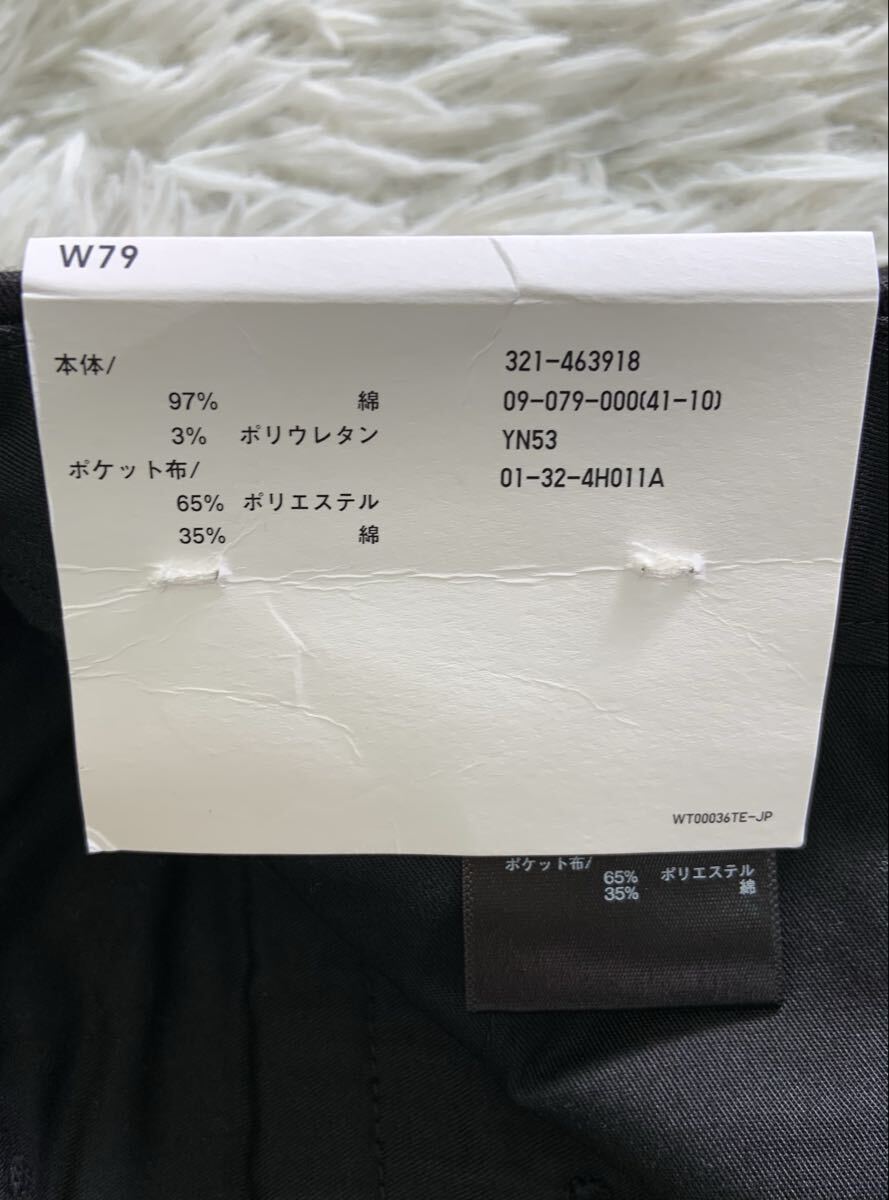 W79
本体/
97% 綿
3% ポリウレタン
ポケット布/
65% ポリエステル
35% 綿
321-463918
09-079-000(41-10)
YN53
01-32-4H011A
WT00036TE-JP
ポケット布/
65% ポリエステル
35% 綿